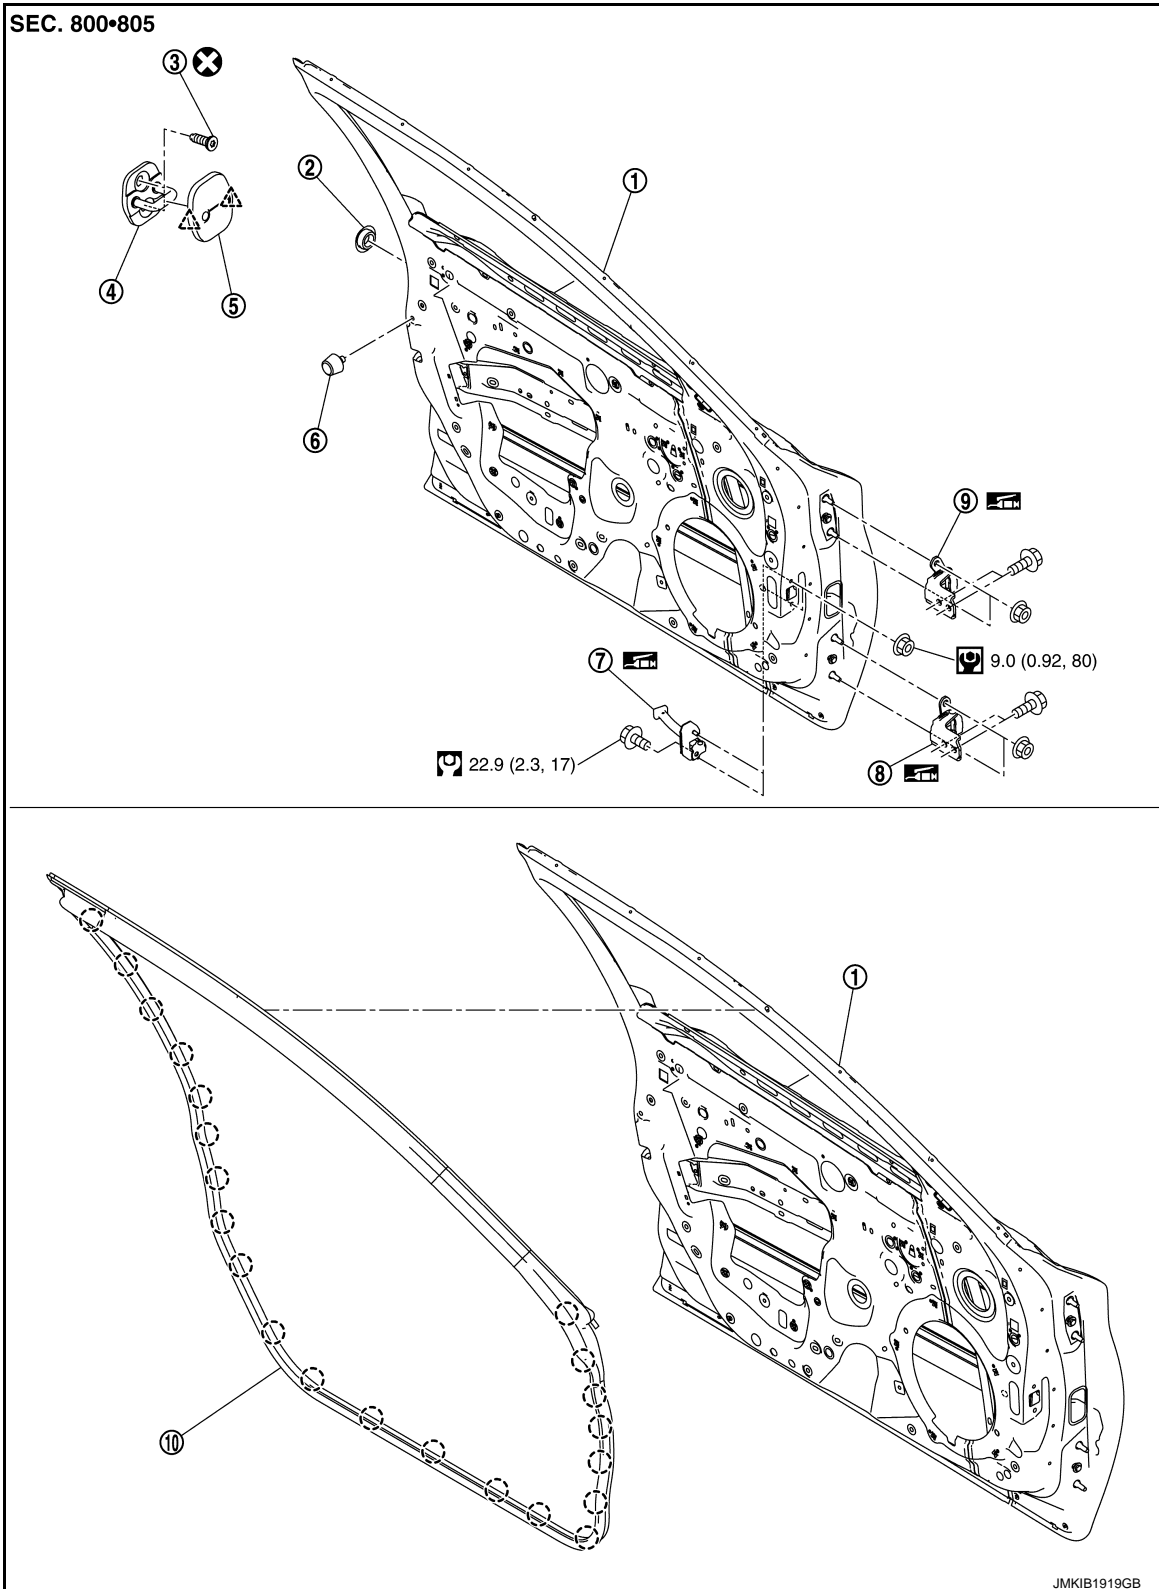 SEC. 800•805
③
②
①
④
⑤
⑥
⑨
⑦
9.0 (0.92, 80)
22.9 (2.3, 17)
⑧
①
⑩
JMKIB1919GB